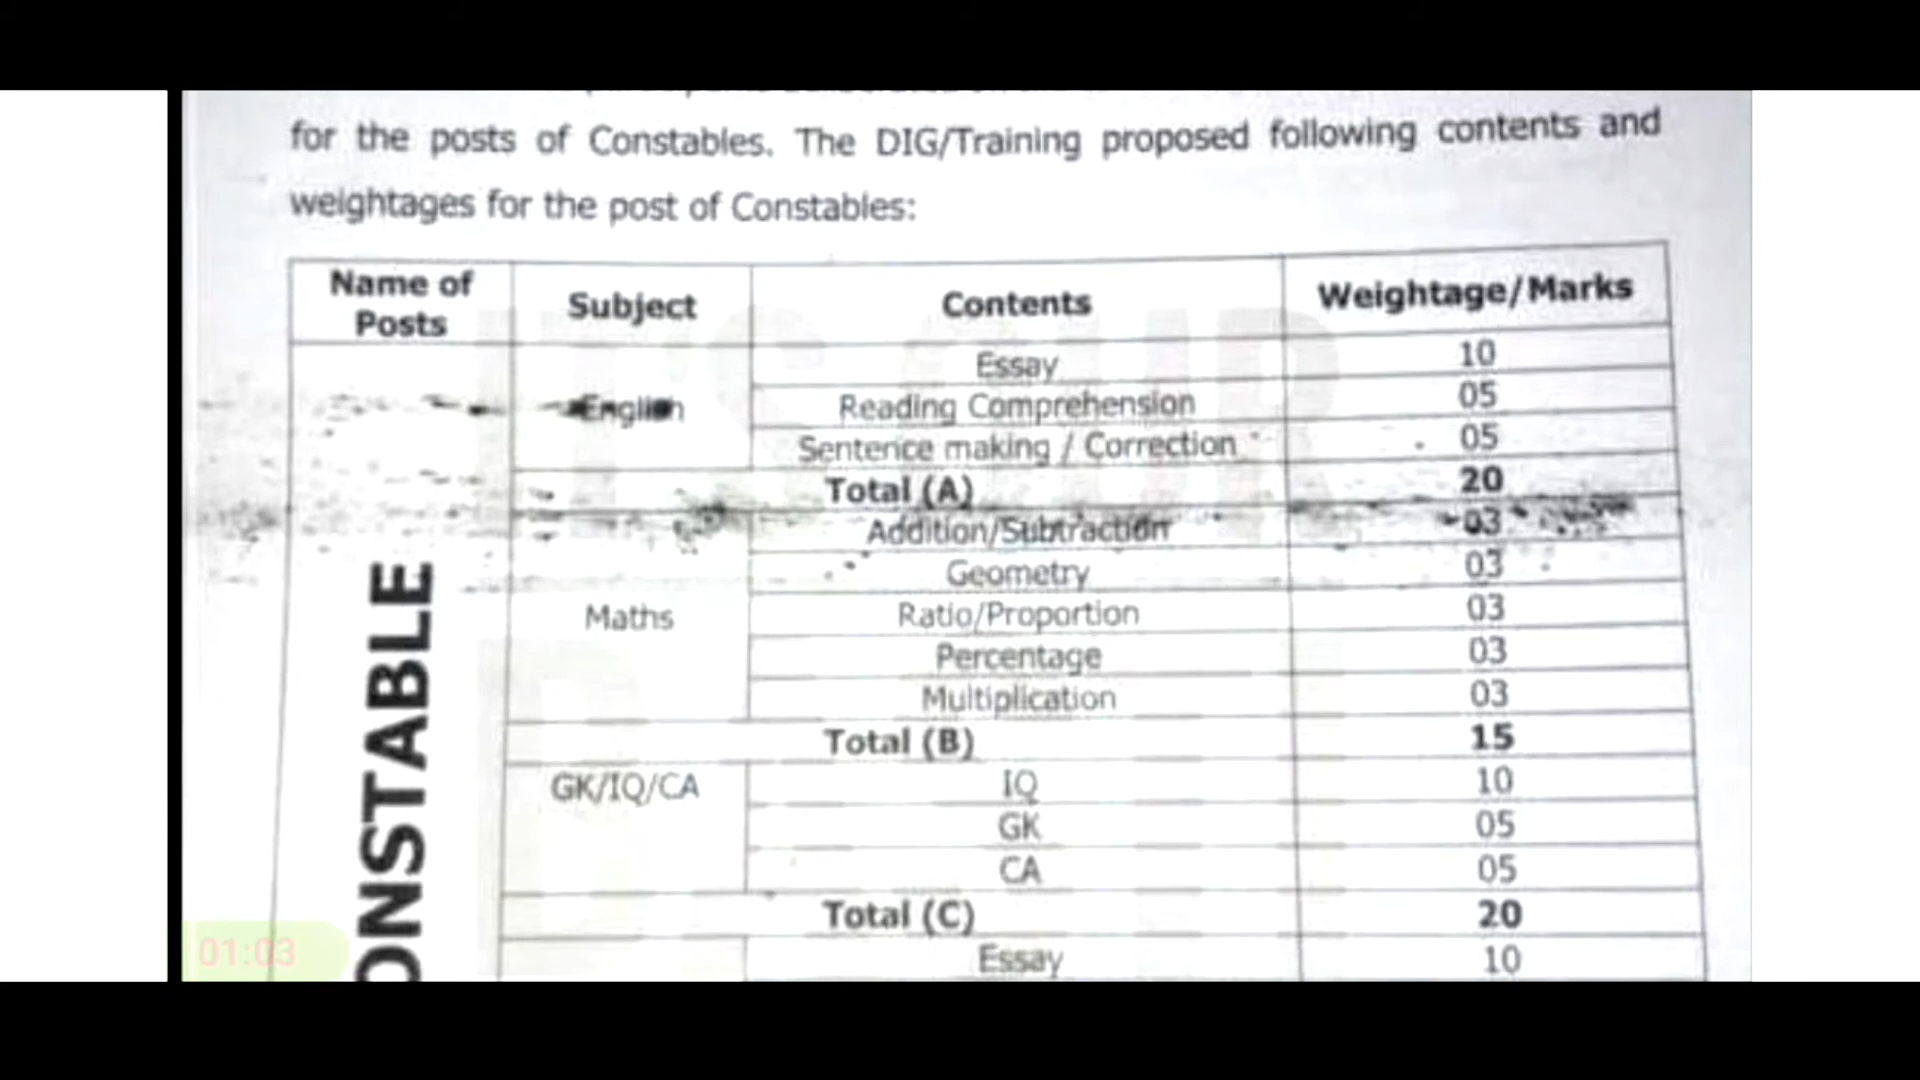 for the posts of Constables. The DIG/Training proposed following contents and
weightages for the post of Constables:
Name of Posts Subject Contents Weightage/Marks
Essay 10
English Reading Comprehension 05
Sentence making / Correction 05
Total (A) 20
Addition/Subtraction 03
Geometry 03
Maths Ratio/Proportion 03
Percentage 03
Multiplication 03
Total (B) 15
GK/IQ/CA IQ 10
GK 05
CA 05
Total (C) 20
Essay 10
ONSTABLE
01:03